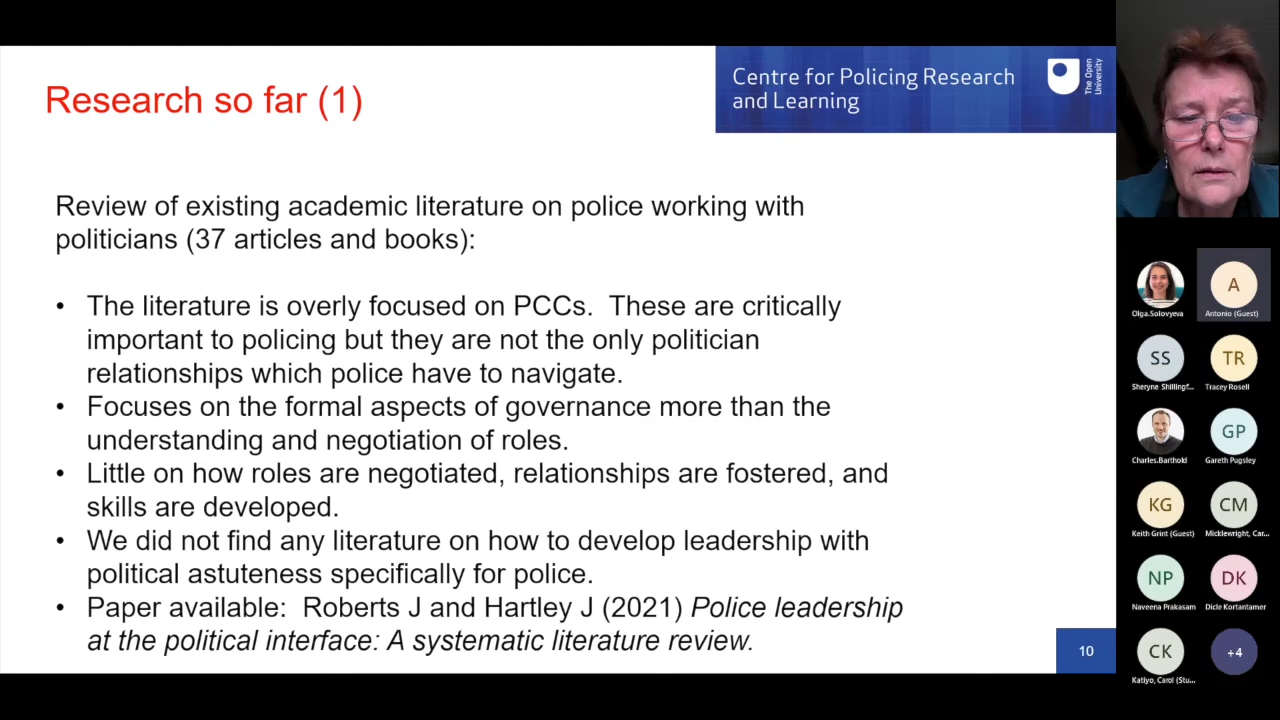 Research so far (1)
Centre for Policing Research
and Learning
The Open
University
Review of existing academic literature on police working with
politicians (37 articles and books):
• The literature is overly focused on PCCs. These are critically
important to policing but they are not the only politician
relationships which police have to navigate.
• Focuses on the formal aspects of governance more than the
understanding and negotiation of roles.
• Little on how roles are negotiated, relationships are fostered, and
skills are developed.
• We did not find any literature on how to develop leadership with
political astuteness specifically for police.
• Paper available: Roberts J and Hartley J (2021) Police leadership
at the political interface: A systematic literature review.
10
Olga.Solovyeva
A
Antonio (Guest)
SS
Sheryne Shillingf...
TR
Tracey Rosell
Charles.Barthold
GP
Gareth Pugsley
KG
Keith Grint (Guest)
CM
Micklewright, Car...
NP
Naveena Prakasam
DK
Dicle Kortantamer
CK
Katiyo, Carol (Stu...
+4